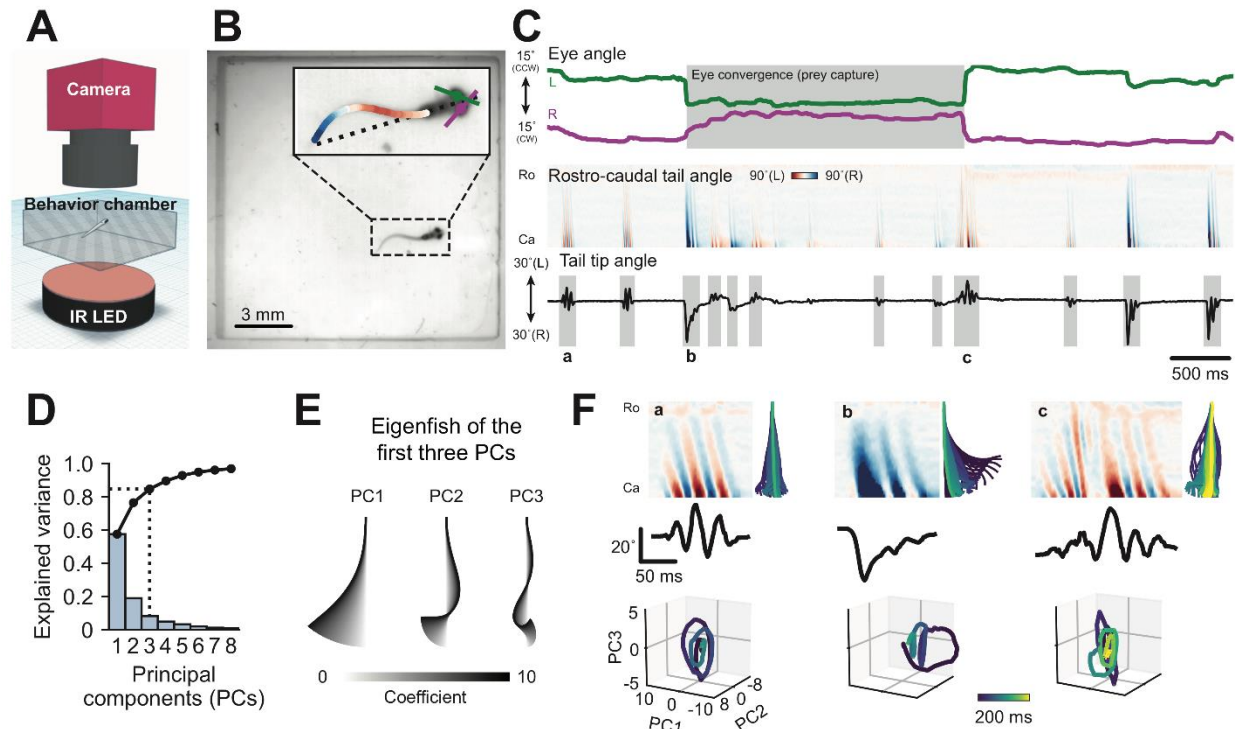 A
Camera
Behavior chamber
IR LED
B
3 mm
C
15° (CCW)
15° (CW)
Eye angle
L
R
Eye convergence (prey capture)
Ro
Ca
Rostro-caudal tail angle
90°(L) 90°(R)
Tail tip angle
30°(L)
30°(R)
a b c
500 ms
D
Explained variance
1.0
0.8
0.6
0.4
0.2
0
1 2 3 4 5 6 7 8
Principal
components (PCs)
E
Eigenfish of the
first three PCs
PC1 PC2 PC3
0 10
Coefficient
F
Ro
Ca
a b c
20°
50 ms
PC3
5
0
-5
10 0 -10
PC1
8 0 -8
PC2
200 ms